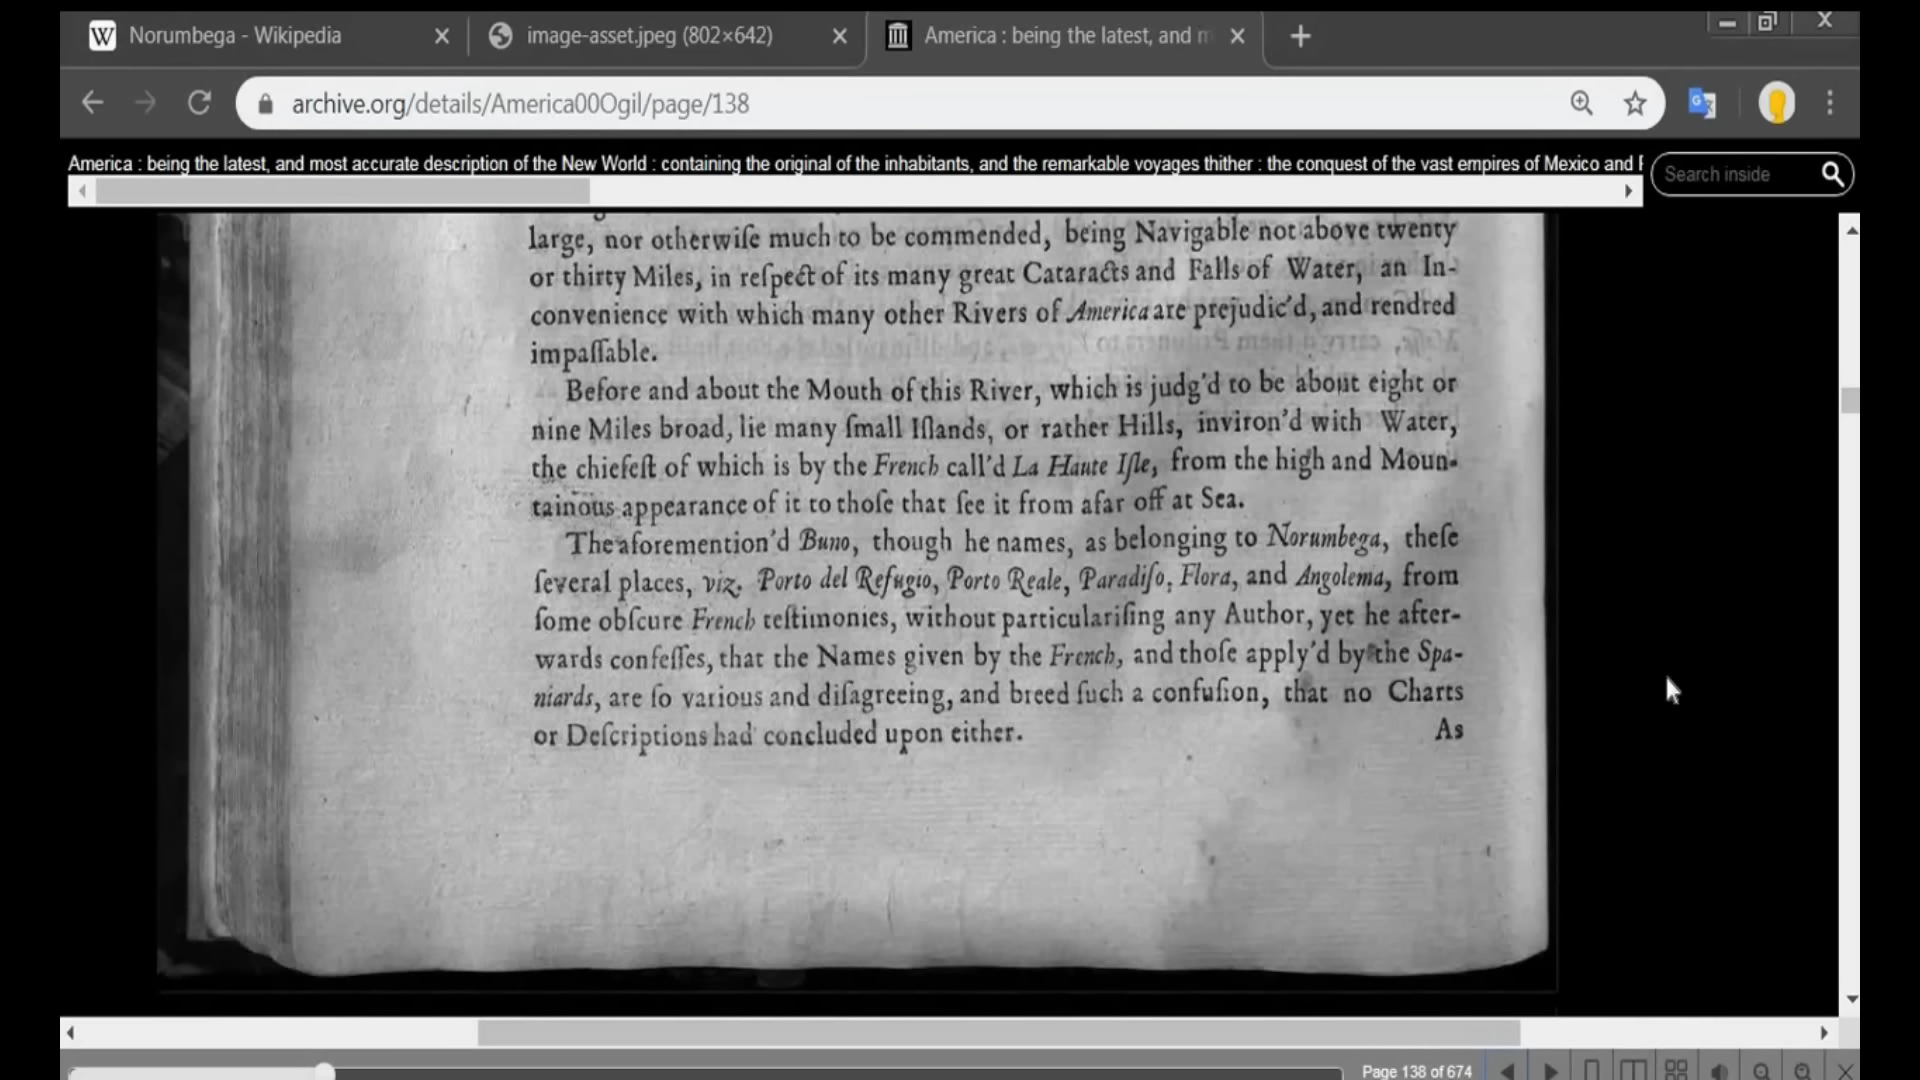 Norumbega - Wikipedia
image-asset.jpeg (802×642)
America : being the latest, and m
archive.org/details/America00Ogil/page/138
America : being the latest, and most accurate description of the New World : containing the original of the inhabitants, and the remarkable voyages thither : the conquest of the vast empires of Mexico and
Search inside
large, nor otherwiſe much to be commended, being Navigable not above twenty
or thirty Miles, in reſpect of its many great Cataracts and Falls of Water, an In-
convenience with which many other Rivers of America are prejudic'd, and rendred
impaſſable.
Before and about the Mouth of this River, which is judg'd to be about eight or
nine Miles broad, lie many ſmall Iſlands, or rather Hills, inviron'd with Water,
the chiefeſt of which is by the French call'd La Haute Iſle, from the high and Moun-
tainous appearance of it to thoſe that ſee it from afar off at Sea.
The aforemention'd Buno, though he names, as belonging to Norumbega, theſe
ſeveral places, viz. Porto del Refugio, Porto Reale, Paradiſo, Flora, and Angolema, from
ſome obſcure French teſtimonies, without particulariſing any Author, yet he after-
wards confeſſes, that the Names given by the French, and thoſe apply'd by the Spa-
niards, are ſo various and diſagreeing, and breed ſuch a confuſion, that no Charts
or Deſcriptions had concluded upon either.
As
Page 138 of 674